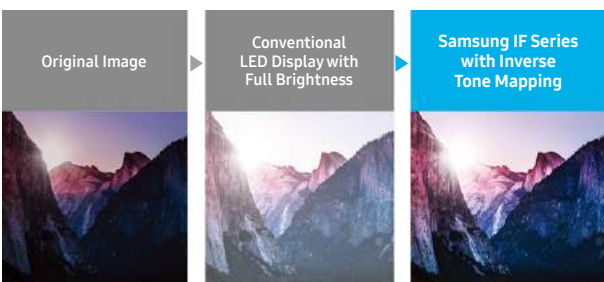 Original Image
Conventional
LED Display with
Full Brightness
Samsung IF Series
with Inverse
Tone Mapping